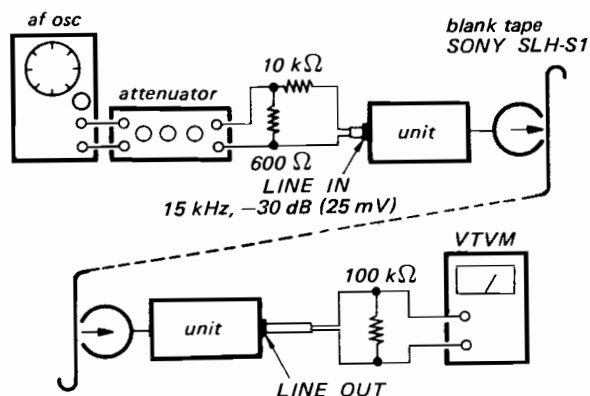 af osc
blank tape
SONY SLH-S1
attenuator
10 kΩ
600 Ω
unit
LINE IN
15 kHz, −30 dB (25 mV)
VTVM
100 kΩ
unit
LINE OUT